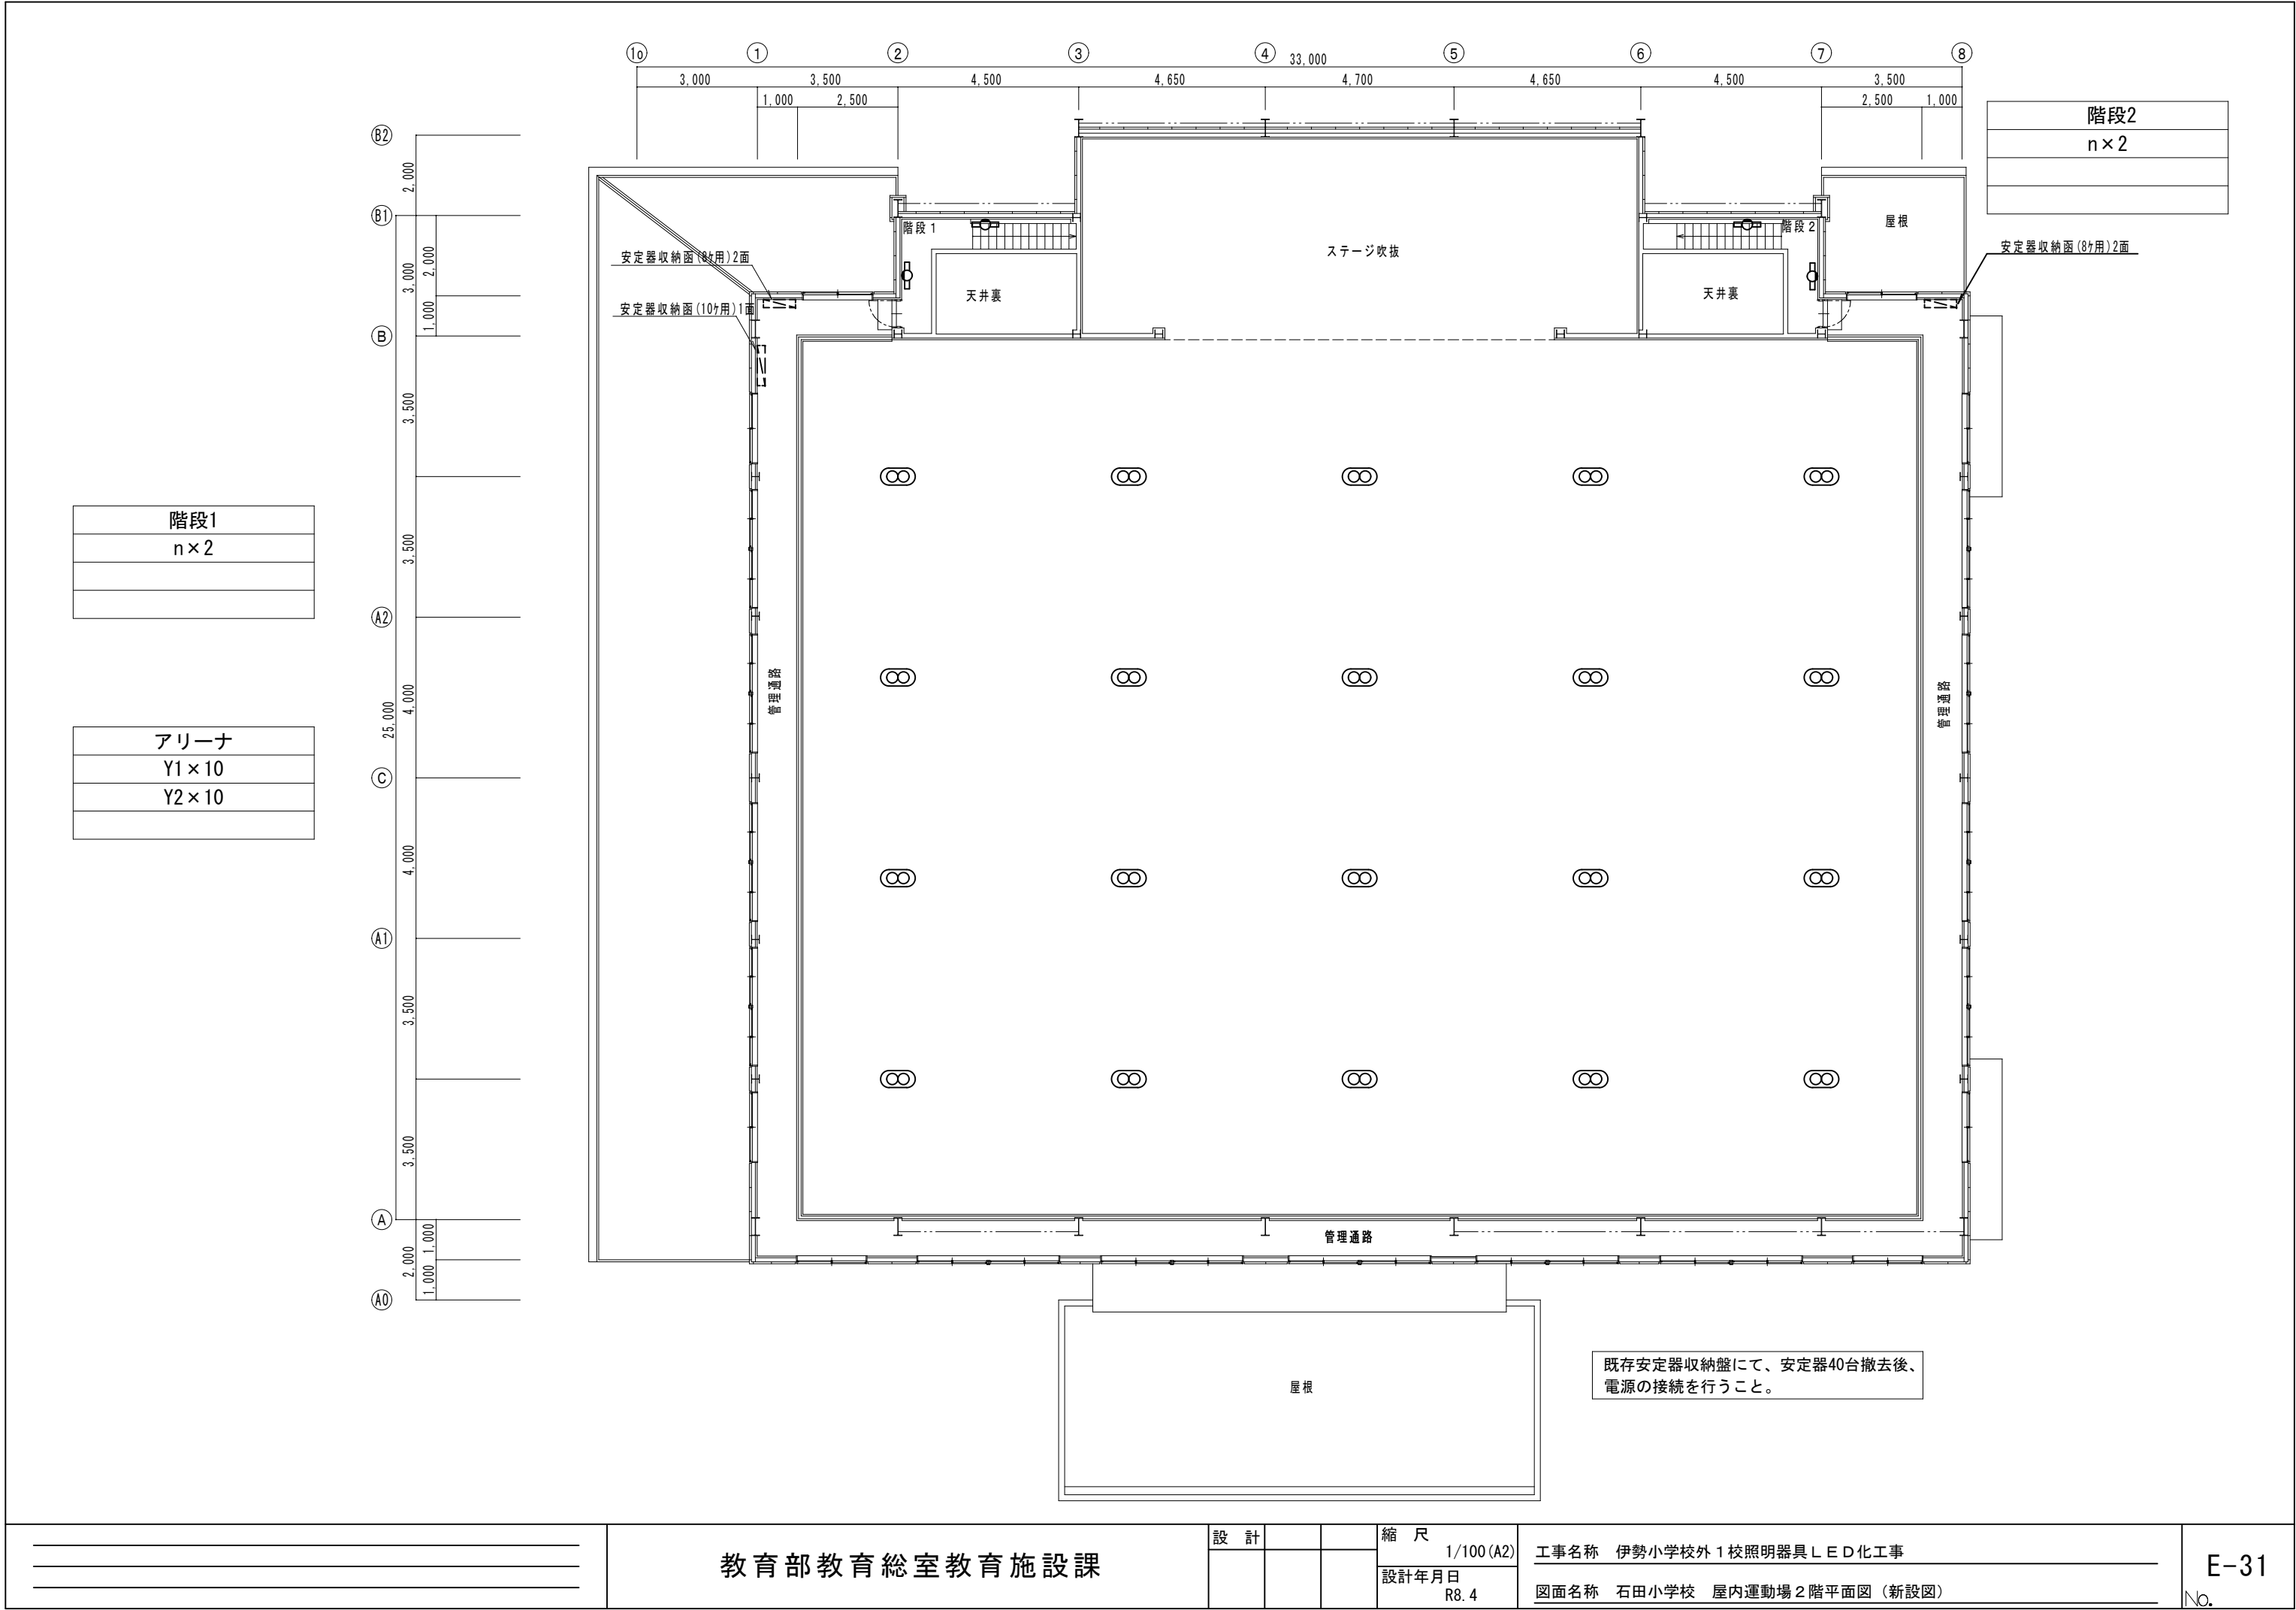 1o 1 2 3 4 5 6 7 8
33,000
3,000 3,500 4,500 4,650 4,700 4,650 4,500 3,500
1,000 2,500 2,500 1,000
階段2
n×2
B2
2,000
B1
3,000
2,000
1,000
B
3,500
3,500
A2
25,000
4,000
C
4,000
A1
3,500
3,500
A
2,000
1,000
1,000
A0
階段1
n×2
アリーナ
Y1×10
Y2×10
安定器収納函(8ヶ用)2面
安定器収納函(10ヶ用)1面
階段1
天井裏
ステージ吹抜
階段2
天井裏
屋根
安定器収納函(8ヶ用)2面
管理通路
管理通路
管理通路
屋根
既存安定器収納盤にて、安定器40台撤去後、
電源の接続を行うこと。
教育部教育総室教育施設課
設 計
縮 尺
1/100(A2)
設計年月日
R8.4
工事名称 伊勢小学校外1校照明器具LED化工事
図面名称 石田小学校 屋内運動場2階平面図(新設図)
E-31
No.